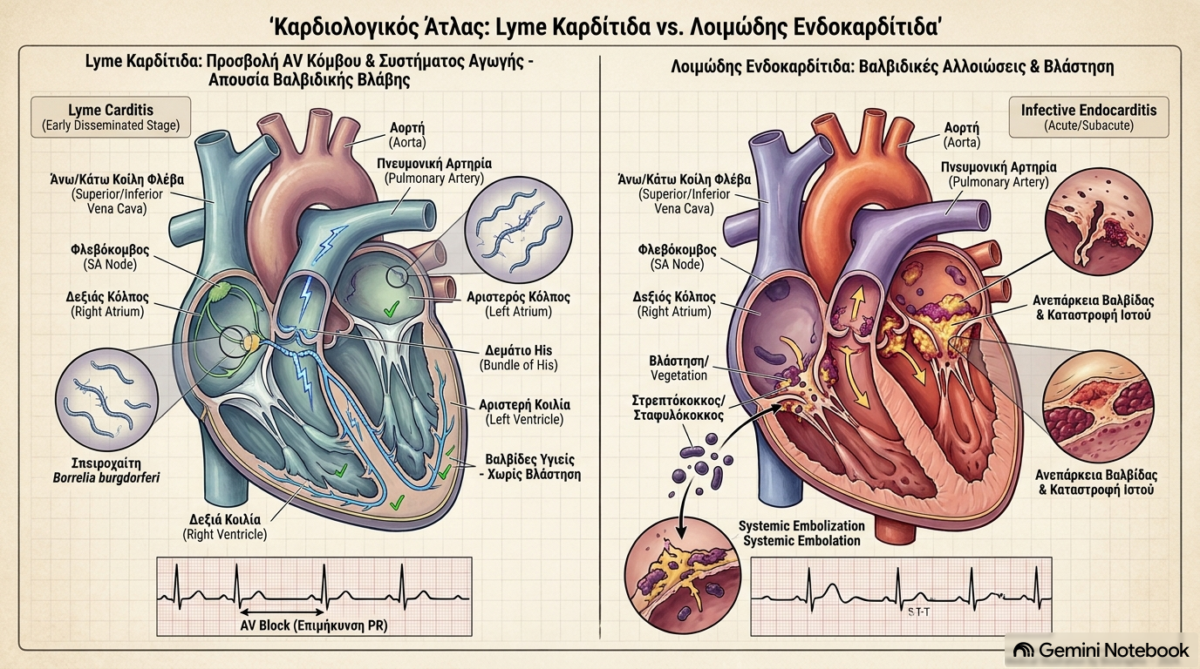 ‘Καρδιολογικός Άτλας: Lyme Καρδίτιδα vs. Λοιμώδης Ενδοκαρδίτιδα’
Lyme Καρδίτιδα: Προσβολή AV Κόμβου & Συστήματος Αγωγής -
Απουσία Βαλβιδικής Βλάβης
Lyme Carditis
(Early Disseminated Stage)
Αορτή
(Aorta)
Πνευμονική Αρτηρία
(Pulmonary Artery)
Άνω/Κάτω Κοίλη Φλέβα
(Superior/Inferior
Vena Cava)
Φλεβόκομβος
(SA Node)
Δεξιάς Κόλπος
(Right Atrium)
Αριστερός Κόλπος
(Left Atrium)
Δεμάτιο His
(Bundle of His)
Αριστερή Κοιλία
(Left Ventricle)
Βαλβίδες Υγιείς
- Χωρίς Βλάστηση
Σπειροχαίτη
Borrelia burgdorferi
Δεξιά Κοιλία
(Right Ventricle)
AV Block (Επιμήκυνση PR)
Λοιμώδης Ενδοκαρδίτιδα: Βαλβιδικές Αλλοιώσεις & Βλάστηση
Infective Endocarditis
(Acute/Subacute)
Αορτή
(Aorta)
Πνευμονική Αρτηρία
(Pulmonary Artery)
Άνω/Κάτω Κοίλη Φλέβα
(Superior/Inferior
Vena Cava)
Φλεβόκομβος
(SA Node)
Δεξιός Κόλπος
(Right Atrium)
Ανεπάρκεια Βαλβίδας
& Καταστροφή Ιστού
Βλάστηση/
Vegetation
Στρεπτόκοκκος/
Σταφυλόκοκκος
Ανεπάρκεια Βαλβίδας
& Καταστροφή Ιστού
Systemic Embolization
Systemic Embolation
ST-T
Gemini Notebook